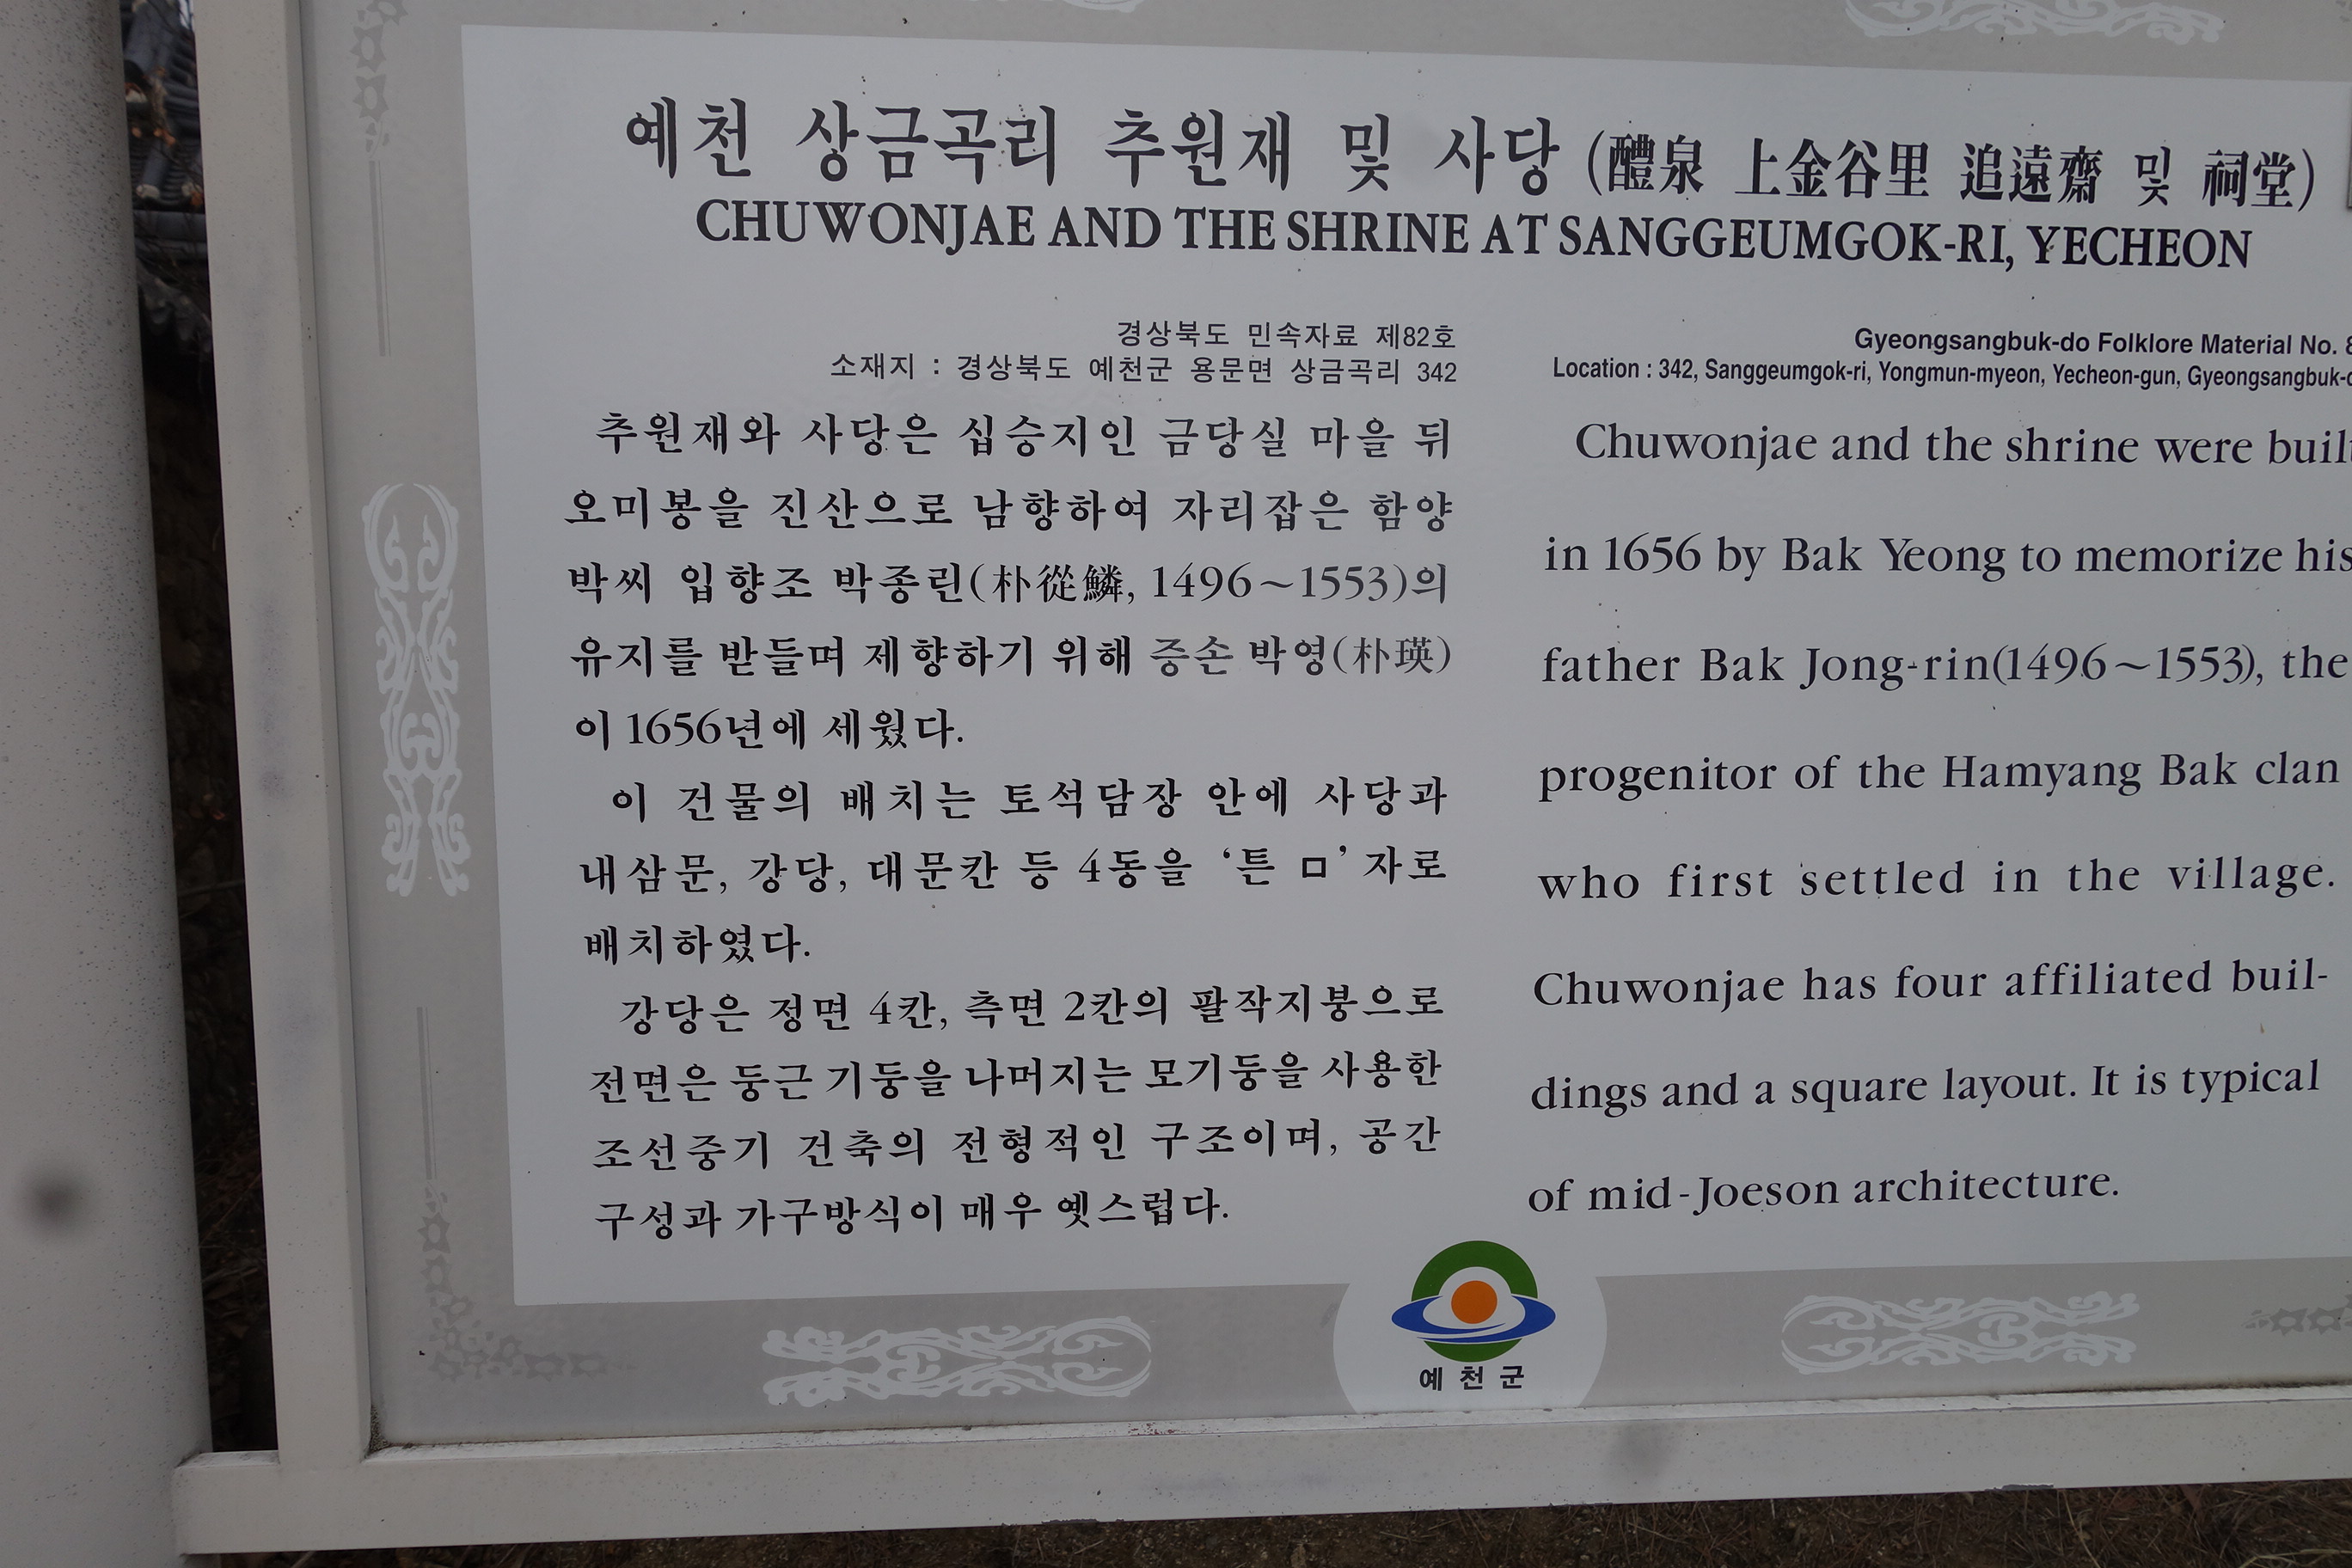 예천 상금곡리 추원재 및 사당 (醴泉 上金谷里 追遠齋 및 祠堂)
CHUWONJAE AND THE SHRINE AT SANGGEUMGOK-RI, YECHEON
경상북도 민속자료 제82호
소재지 : 경상북도 예천군 용문면 상금곡리 342
추원재와 사당은 십승지인 금당실 마을 뒤
오미봉을 진산으로 남향하여 자리잡은 함양
박씨 입향조 박종린(朴從鱗, 1496~1553)의
유지를 받들며 제향하기 위해 증손 박영(朴瑛)
이 1656년에 세웠다.
이 건물의 배치는 토석담장 안에 사당과
내삼문, 강당, 대문칸 등 4동을 ‘튼 ㅁ’자로
배치하였다.
강당은 정면 4칸, 측면 2칸의 팔작지붕으로
전면은 둥근 기둥을 나머지는 모기둥을 사용한
조선중기 건축의 전형적인 구조이며, 공간
구성과 가구방식이 매우 옛스럽다.
Gyeongsangbuk-do Folklore Material No.
Location : 342, Sanggeumgok-ri, Yongmun-myeon, Yecheon-gun,
Chuwonjae and the shrine were built
in 1656 by Bak Yeong to memorize his
father Bak Jong-rin(1496~1553), the
progenitor of the Hamyang Bak clan
who first settled in the village.
Chuwonjae has four affiliated buil-
dings and a square layout. It is typical
of mid-Joeson architecture.
예천군